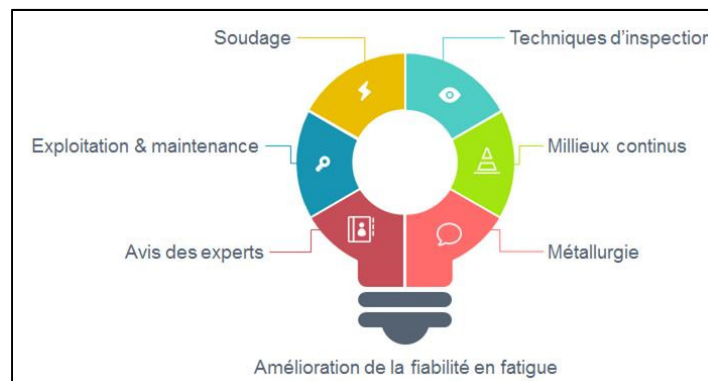 Soudage
Techniques d'inspection
Exploitation & maintenance
Millieux continus
Avis des experts
Métallurgie
Amélioration de la fiabilité en fatigue